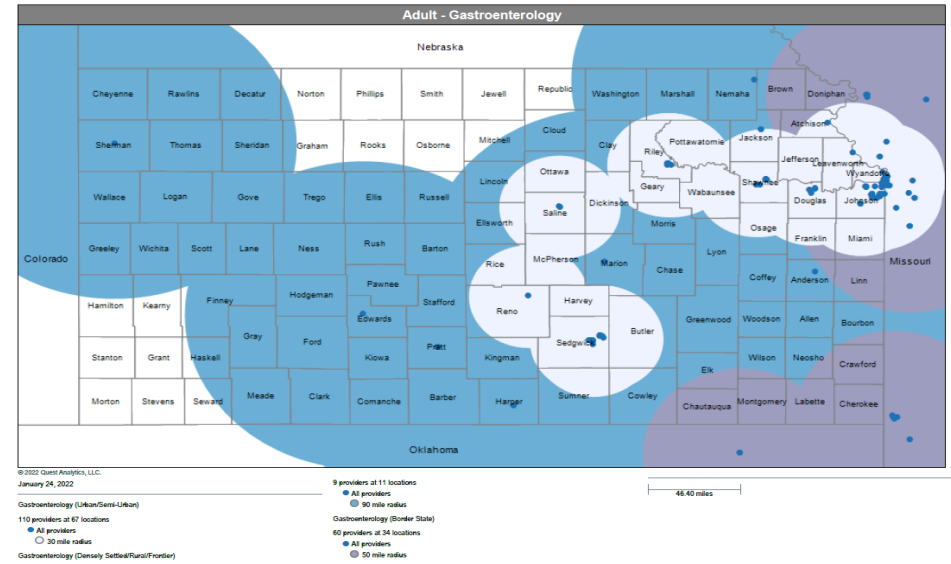 Adult - Gastroenterology
Nebraska
Cheyenne Rawlins Decatur Norton Phillips Smith Jewell Republic Washington Marshall Nemaha Brown Doniphan
Atchison
Sherman Thomas Sheridan Graham Rooks Osborne Mitchell Cloud Clay Riley Pottawatomie Jackson Jefferson Leavenworth
Wyandotte
Wallace Logan Gove Trego Ellis Russell Lincoln Ottawa Saline Dickinson Geary Wabaunsee Shawnee Douglas Johnson
Ellsworth Morris Osage Franklin Miami
Colorado Greeley Wichita Scott Lane Ness Rush Barton Rice McPherson Marion Chase Lyon Coffey Anderson Linn Missouri
Hamilton Kearny Finney Hodgeman Pawnee Edwards Stafford Reno Harvey Butler Greenwood Woodson Allen Bourbon
Gray Ford Sedgwick
Stanton Grant Haskell Kiowa Pratt Kingman Elk Wilson Neosho Crawford
Morton Stevens Seward Meade Clark Comanche Barber Harper Sumner Cowley Chautauqua Montgomery Labette Cherokee
Oklahoma
© 2022 Quest Analytics, LLC.
January 24, 2022
Gastroenterology (Urban/Semi-Urban)
110 providers at 67 locations
All providers
30 mile radius
Gastroenterology (Densely Settled/Rural/Frontier)
9 providers at 11 locations
All providers
90 mile radius
Gastroenterology (Border State)
60 providers at 34 locations
All providers
50 mile radius
46.40 miles